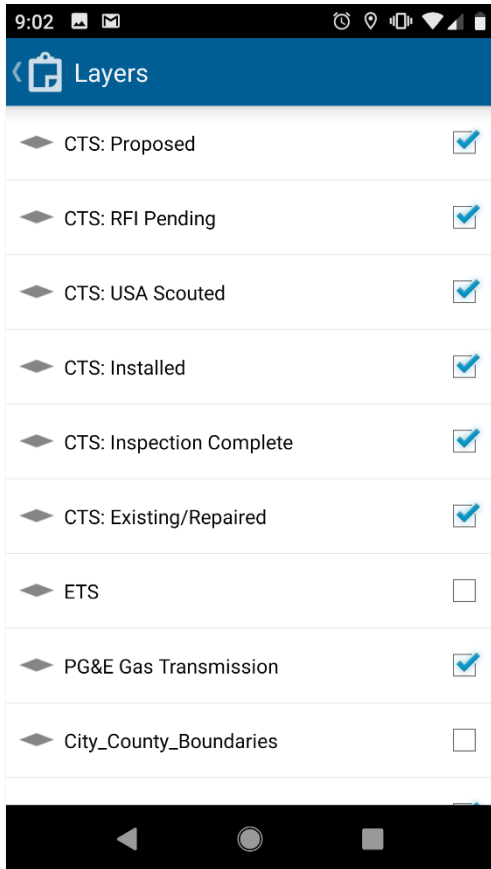 9:02
Layers
CTS: Proposed
CTS: RFI Pending
CTS: USA Scouted
CTS: Installed
CTS: Inspection Complete
CTS: Existing/Repaired
ETS
PG&E Gas Transmission
City_County_Boundaries